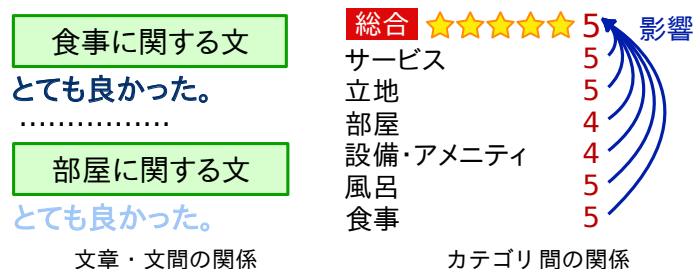 食事に関する文
とても良かった。
................
部屋に関する文
とても良かった。
文章・文間の関係
総合 ★★★★★ 5
影響
サービス 5
立地 5
部屋 4
設備・アメニティ 4
風呂 5
食事 5
カテゴリ間の関係